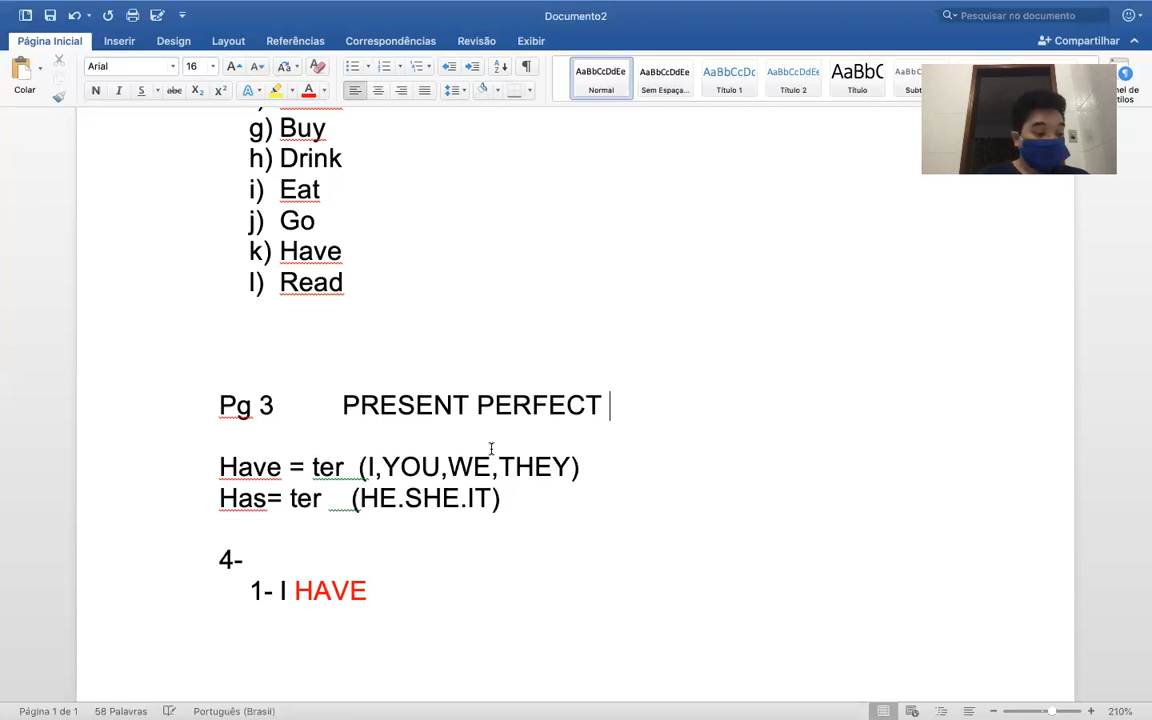 Documento2
Pesquisar no documento
Página Inicial Inserir Design Layout Referências Correspondências Revisão Exibir
Compartilhar
Arial 16
Colar
AaBbCcDdEe AaBbCcDdEe AaBbCcDc AaBbCcDdEe AaBbCcDc
Normal Sem Espaça... Título 1 Título 2 Título
g) Buy
h) Drink
i) Eat
j) Go
k) Have
l) Read
Pg 3 PRESENT PERFECT
Have = ter (I,YOU,WE,THEY)
Has= ter (HE.SHE.IT)
4-
1- I HAVE
Página 1 de 1 58 Palavras Português (Brasil) 210%